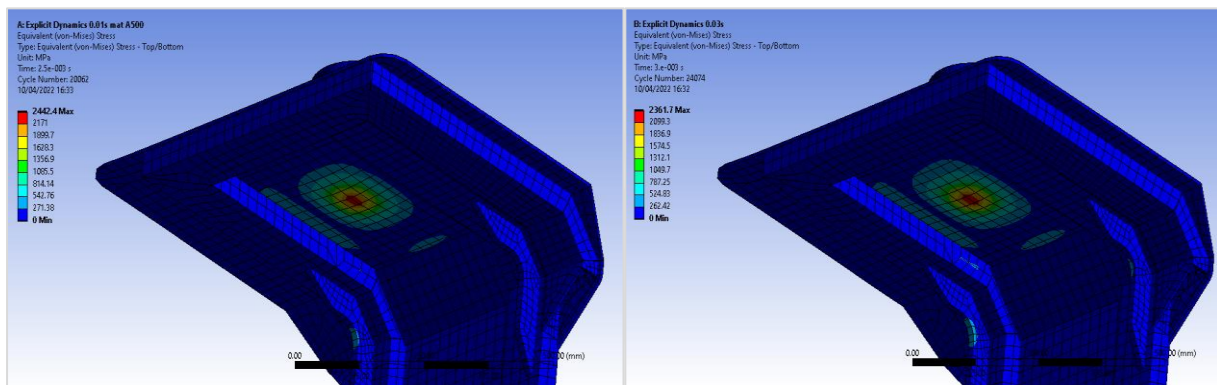 A: Explicit Dynamics 0.01s mat A500
Equivalent (von-Mises) Stress
Type: Equivalent (von-Mises) Stress - Top/Bottom
Unit: MPa
Time: 2.5e-003 s
Cycle Number: 20062
10/04/2022 16:33
2442.4 Max
2171
1899.7
1628.3
1356.9
1085.5
814.14
542.76
271.38
0 Min
0.00
(mm)
B: Explicit Dynamics 0.03s
Equivalent (von-Mises) Stress
Type: Equivalent (von-Mises) Stress - Top/Bottom
Unit: MPa
Time: 3.e-003 s
Cycle Number: 24074
10/04/2022 16:32
2361.7 Max
2099.3
1836.9
1574.5
1312.1
1049.7
787.25
524.83
262.42
0 Min
0.00
(mm)